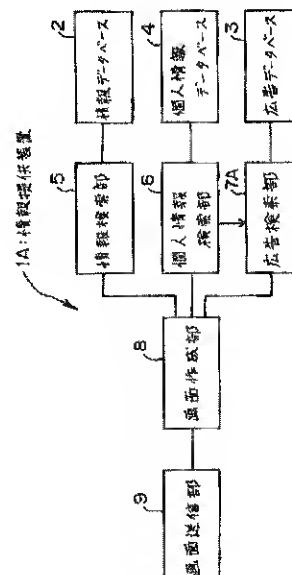 1A:情報提供装置
5
情報検索部
2
情報データベース
6
個人情報
検索部
4
個人情報
データベース
7A
広告検索部
3
広告データベース
8
画面作成部
9
画面送信部